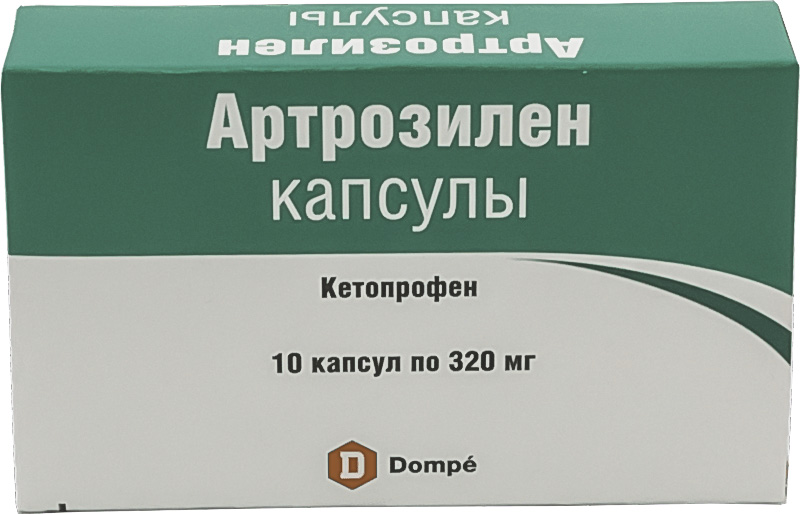 Артрозилен
капсулы
Артрозилен
капсулы
Кетопрофен
10 капсул по 320 мг
D Dompé